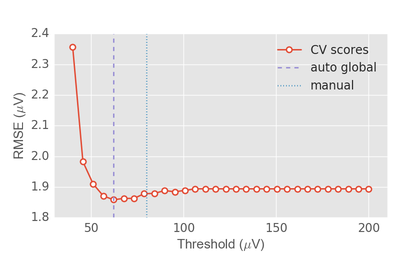 2.4
2.3
2.2
2.1
2.0
1.9
1.8
RMSE (μV)
50
100
150
200
Threshold (μV)
CV scores
auto global
manual